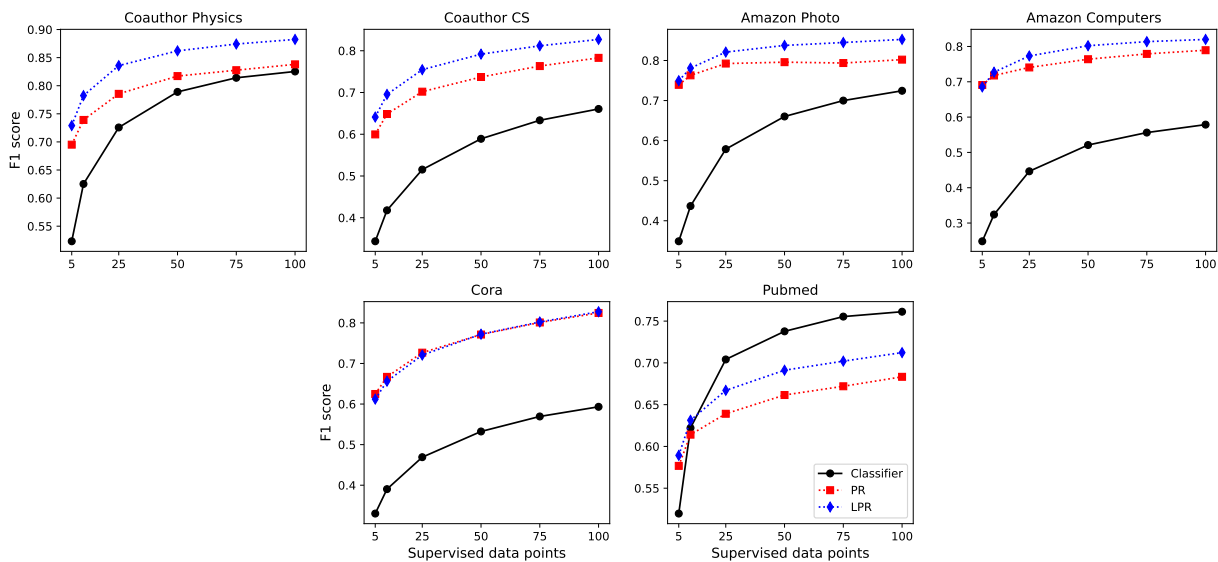 Coauthor Physics
F1 score
0.90
0.85
0.80
0.75
0.70
0.65
0.60
0.55
5 25 50 75 100
Coauthor CS
0.8
0.7
0.6
0.5
0.4
5 25 50 75 100
Amazon Photo
0.8
0.7
0.6
0.5
0.4
5 25 50 75 100
Amazon Computers
0.8
0.7
0.6
0.5
0.4
0.3
5 25 50 75 100
Cora
F1 score
0.8
0.7
0.6
0.5
0.4
5 25 50 75 100
Supervised data points
Pubmed
0.75
0.70
0.65
0.60
0.55
Classifier
PR
LPR
5 25 50 75 100
Supervised data points